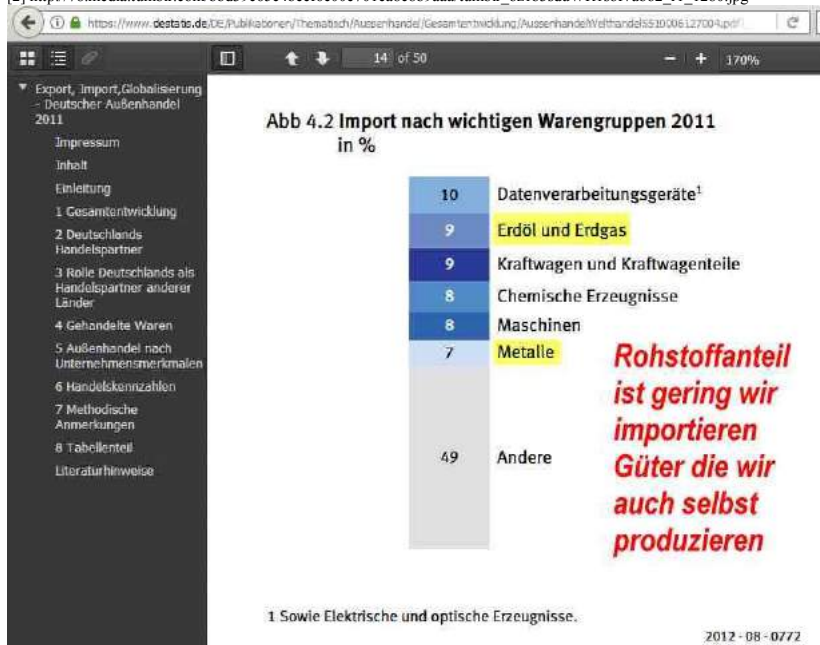 https://www.destatis.de/DE/Publikationen/Thematisch/Aussenhandel/Gesamtentwicklung/AussenhandelWelthandel5510006127004.pdf
14 of 50
170%
Export, Import,Globalisierung
- Deutscher Außenhandel
2011
Impressum
Inhalt
Einleitung
1 Gesamtentwicklung
2 Deutschlands
Handelspartner
3 Rolle Deutschlands als
Handelspartner anderer
Länder
4 Gehandelte Waren
5 Außenhandel nach
Unternehmensmerkmalen
6 Handelskennzahlen
7 Methodische
Anmerkungen
8 Tabellenteil
Literaturhinweise
Abb 4.2 Import nach wichtigen Warengruppen 2011
in %
10 Datenverarbeitungsgeräte¹
9 Erdöl und Erdgas
9 Kraftwagen und Kraftwagenteile
8 Chemische Erzeugnisse
8 Maschinen
7 Metalle
49 Andere
Rohstoffanteil
ist gering wir
importieren
Güter die wir
auch selbst
produzieren
1 Sowie Elektrische und optische Erzeugnisse.
2012 - 08 - 0772